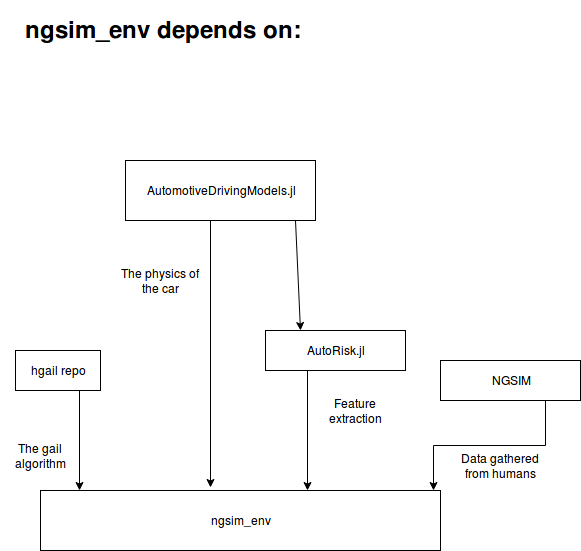 ngsim_env depends on:
AutomotiveDrivingModels.jl
The physics of
the car
AutoRisk.jl
hgail repo
NGSIM
Feature
extraction
The gail
algorithm
Data gathered
from humans
ngsim_env